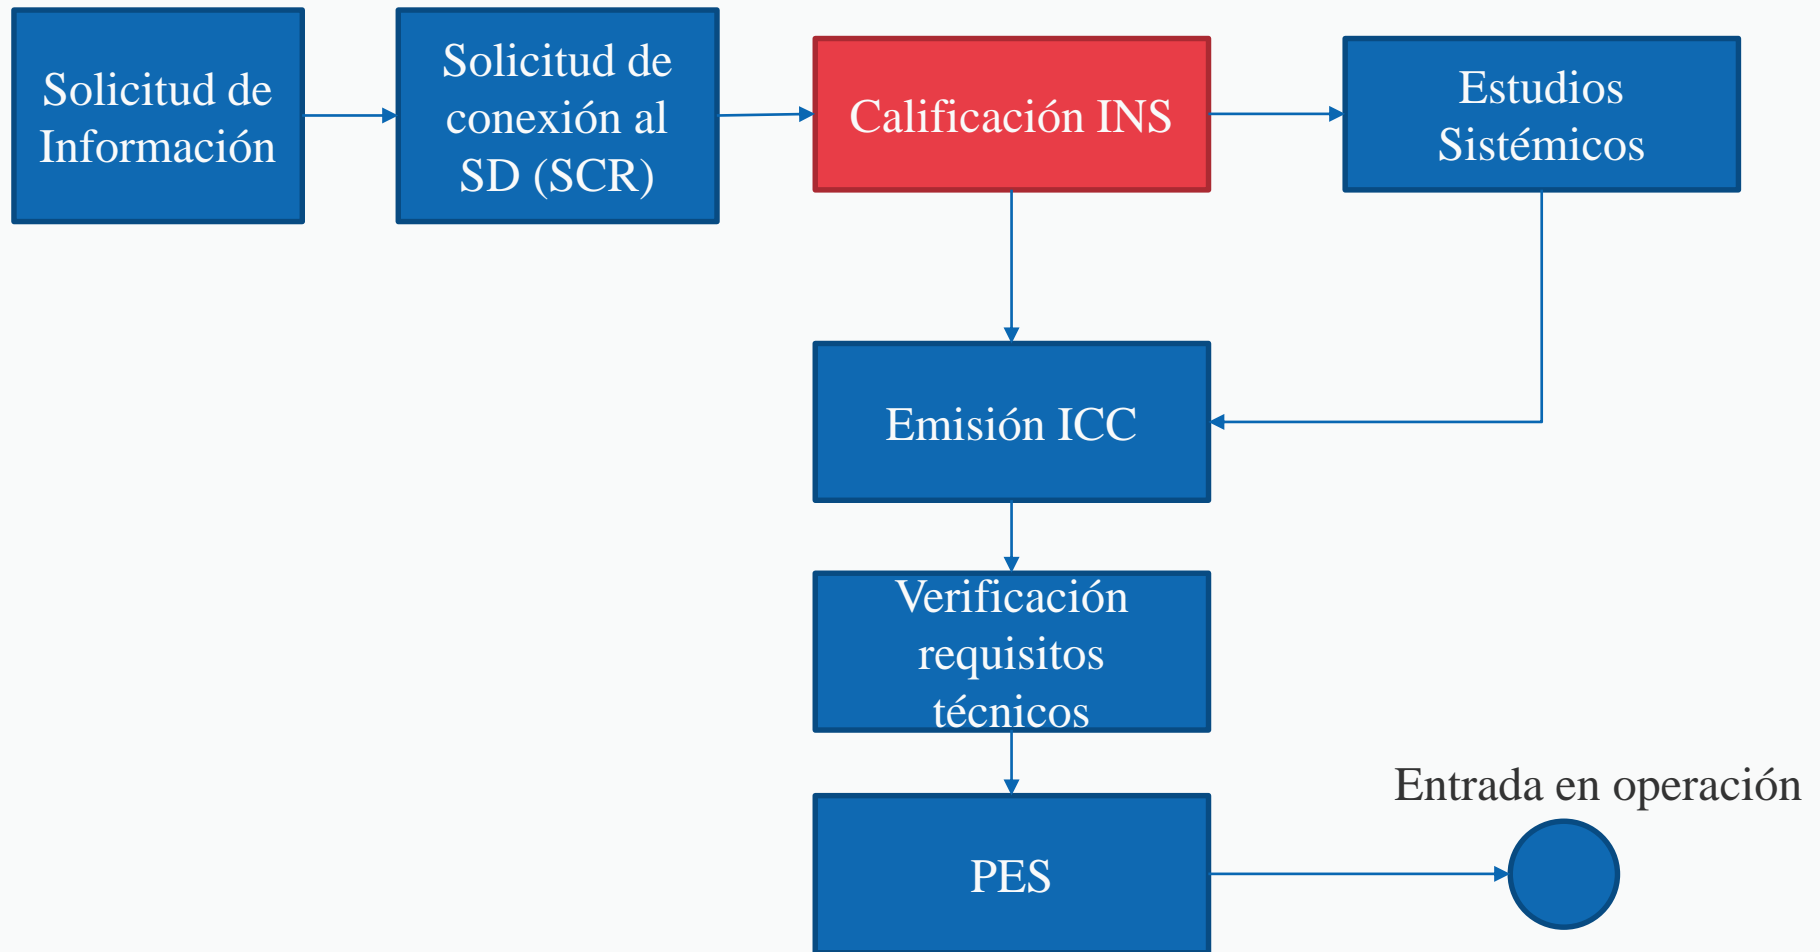 Solicitud de
Información
Solicitud de
conexión al
SD (SCR)
Calificación INS
Estudios
Sistémicos
Emisión ICC
Verificación
requisitos
técnicos
PES
Entrada en operación